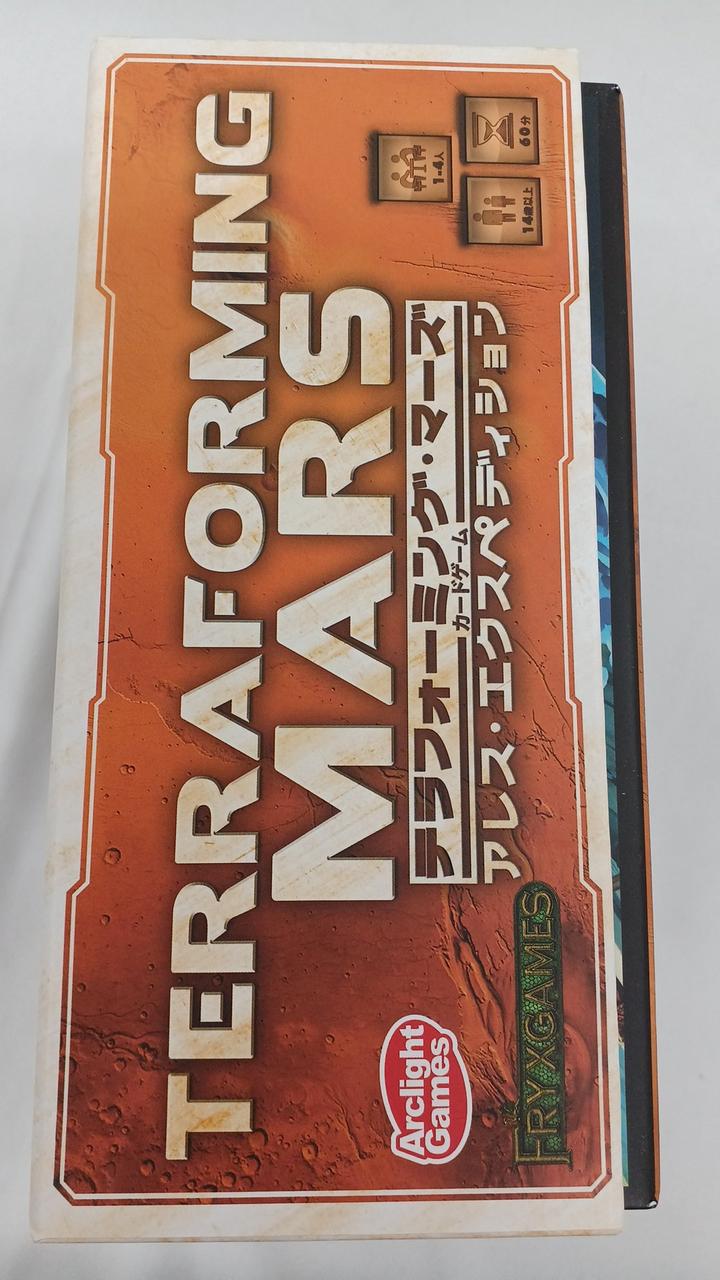 TERRAFORMING
MARS
テラフォーミング・マーズ
カードゲーム
アレス・エクスペディション
1-4人
60分
14歳以上
Arclight
Games
FRYXGAMES